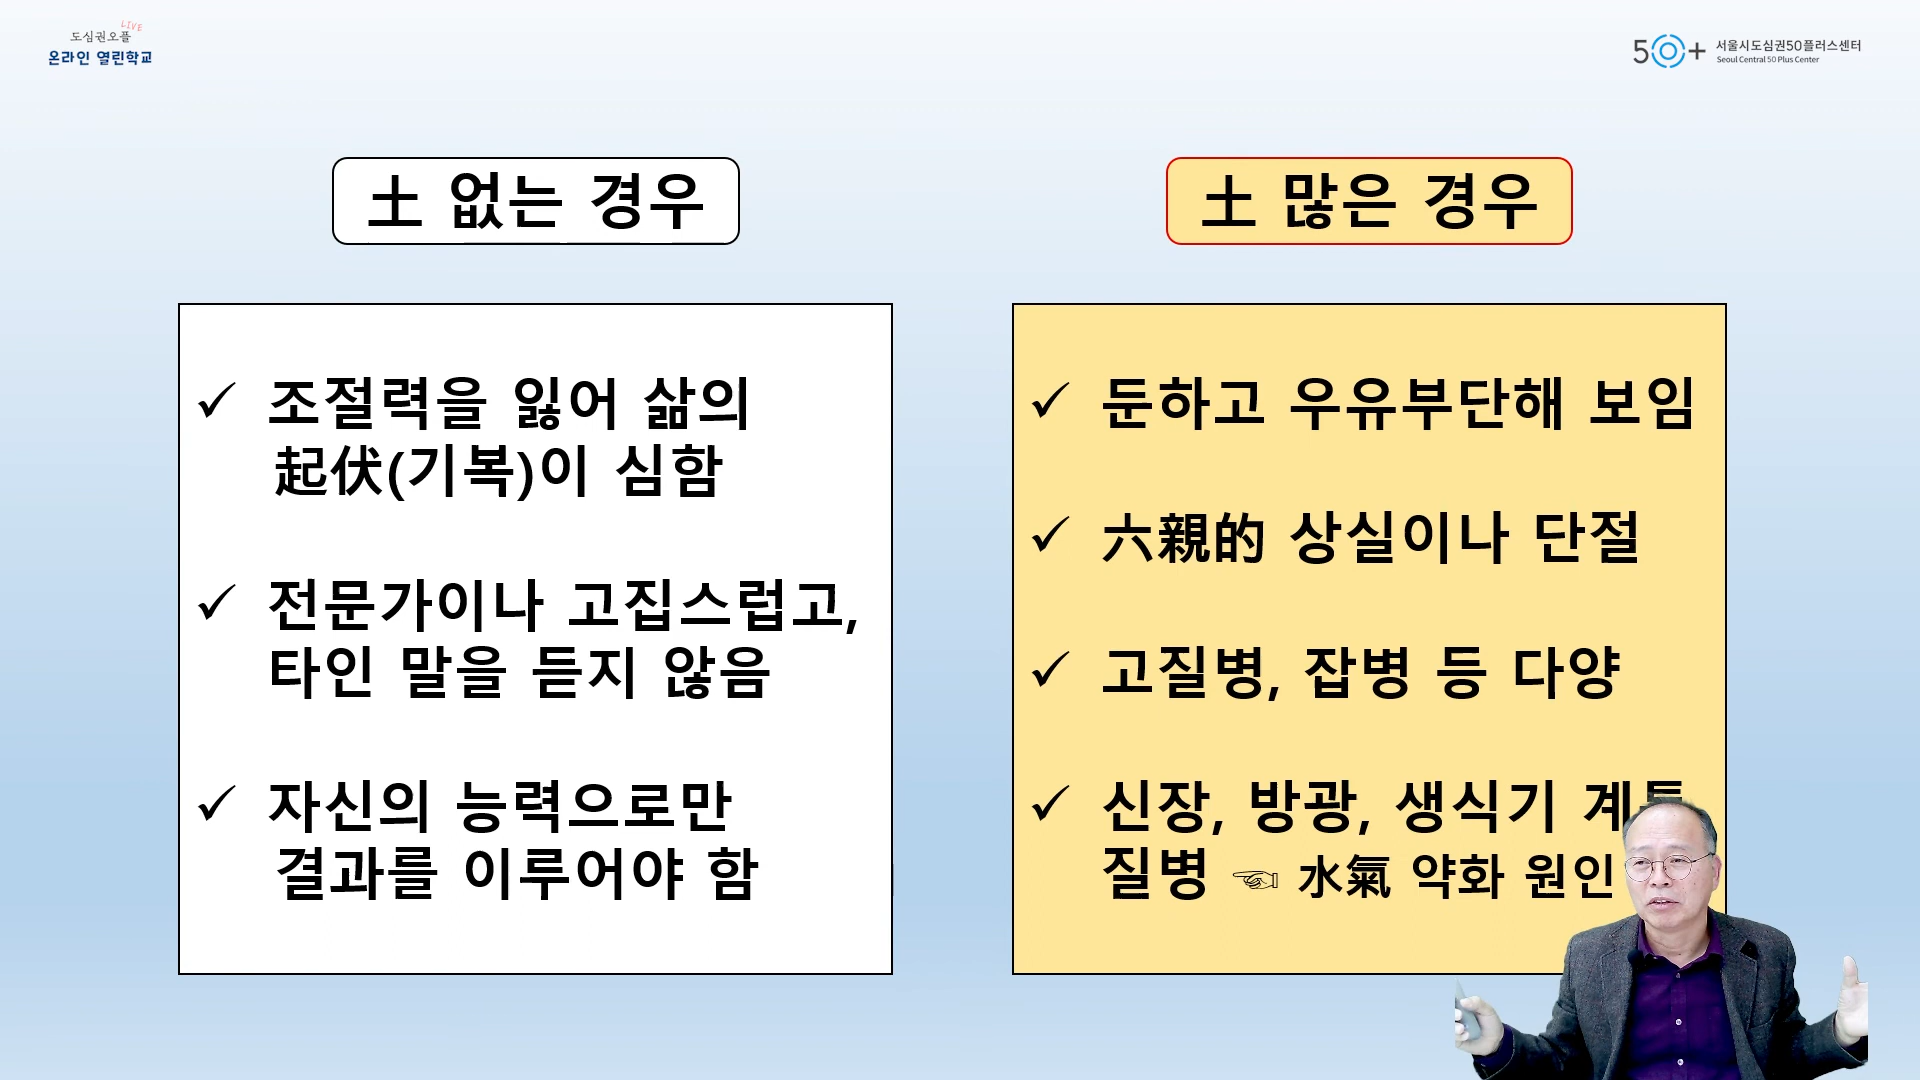 LIVE
도심권오플
온라인 열린학교
50+ 서울시도심권50플러스센터
Seoul Central 50 Plus Center
土 없는 경우
✓ 조절력을 잃어 삶의
起伏(기복)이 심함
✓ 전문가이나 고집스럽고,
타인 말을 듣지 않음
✓ 자신의 능력으로만
결과를 이루어야 함
土 많은 경우
✓ 둔하고 우유부단해 보임
✓ 六親的 상실이나 단절
✓ 고질병, 잡병 등 다양
✓ 신장, 방광, 생식기 계통
질병 ☜ 水氣 약화 원인